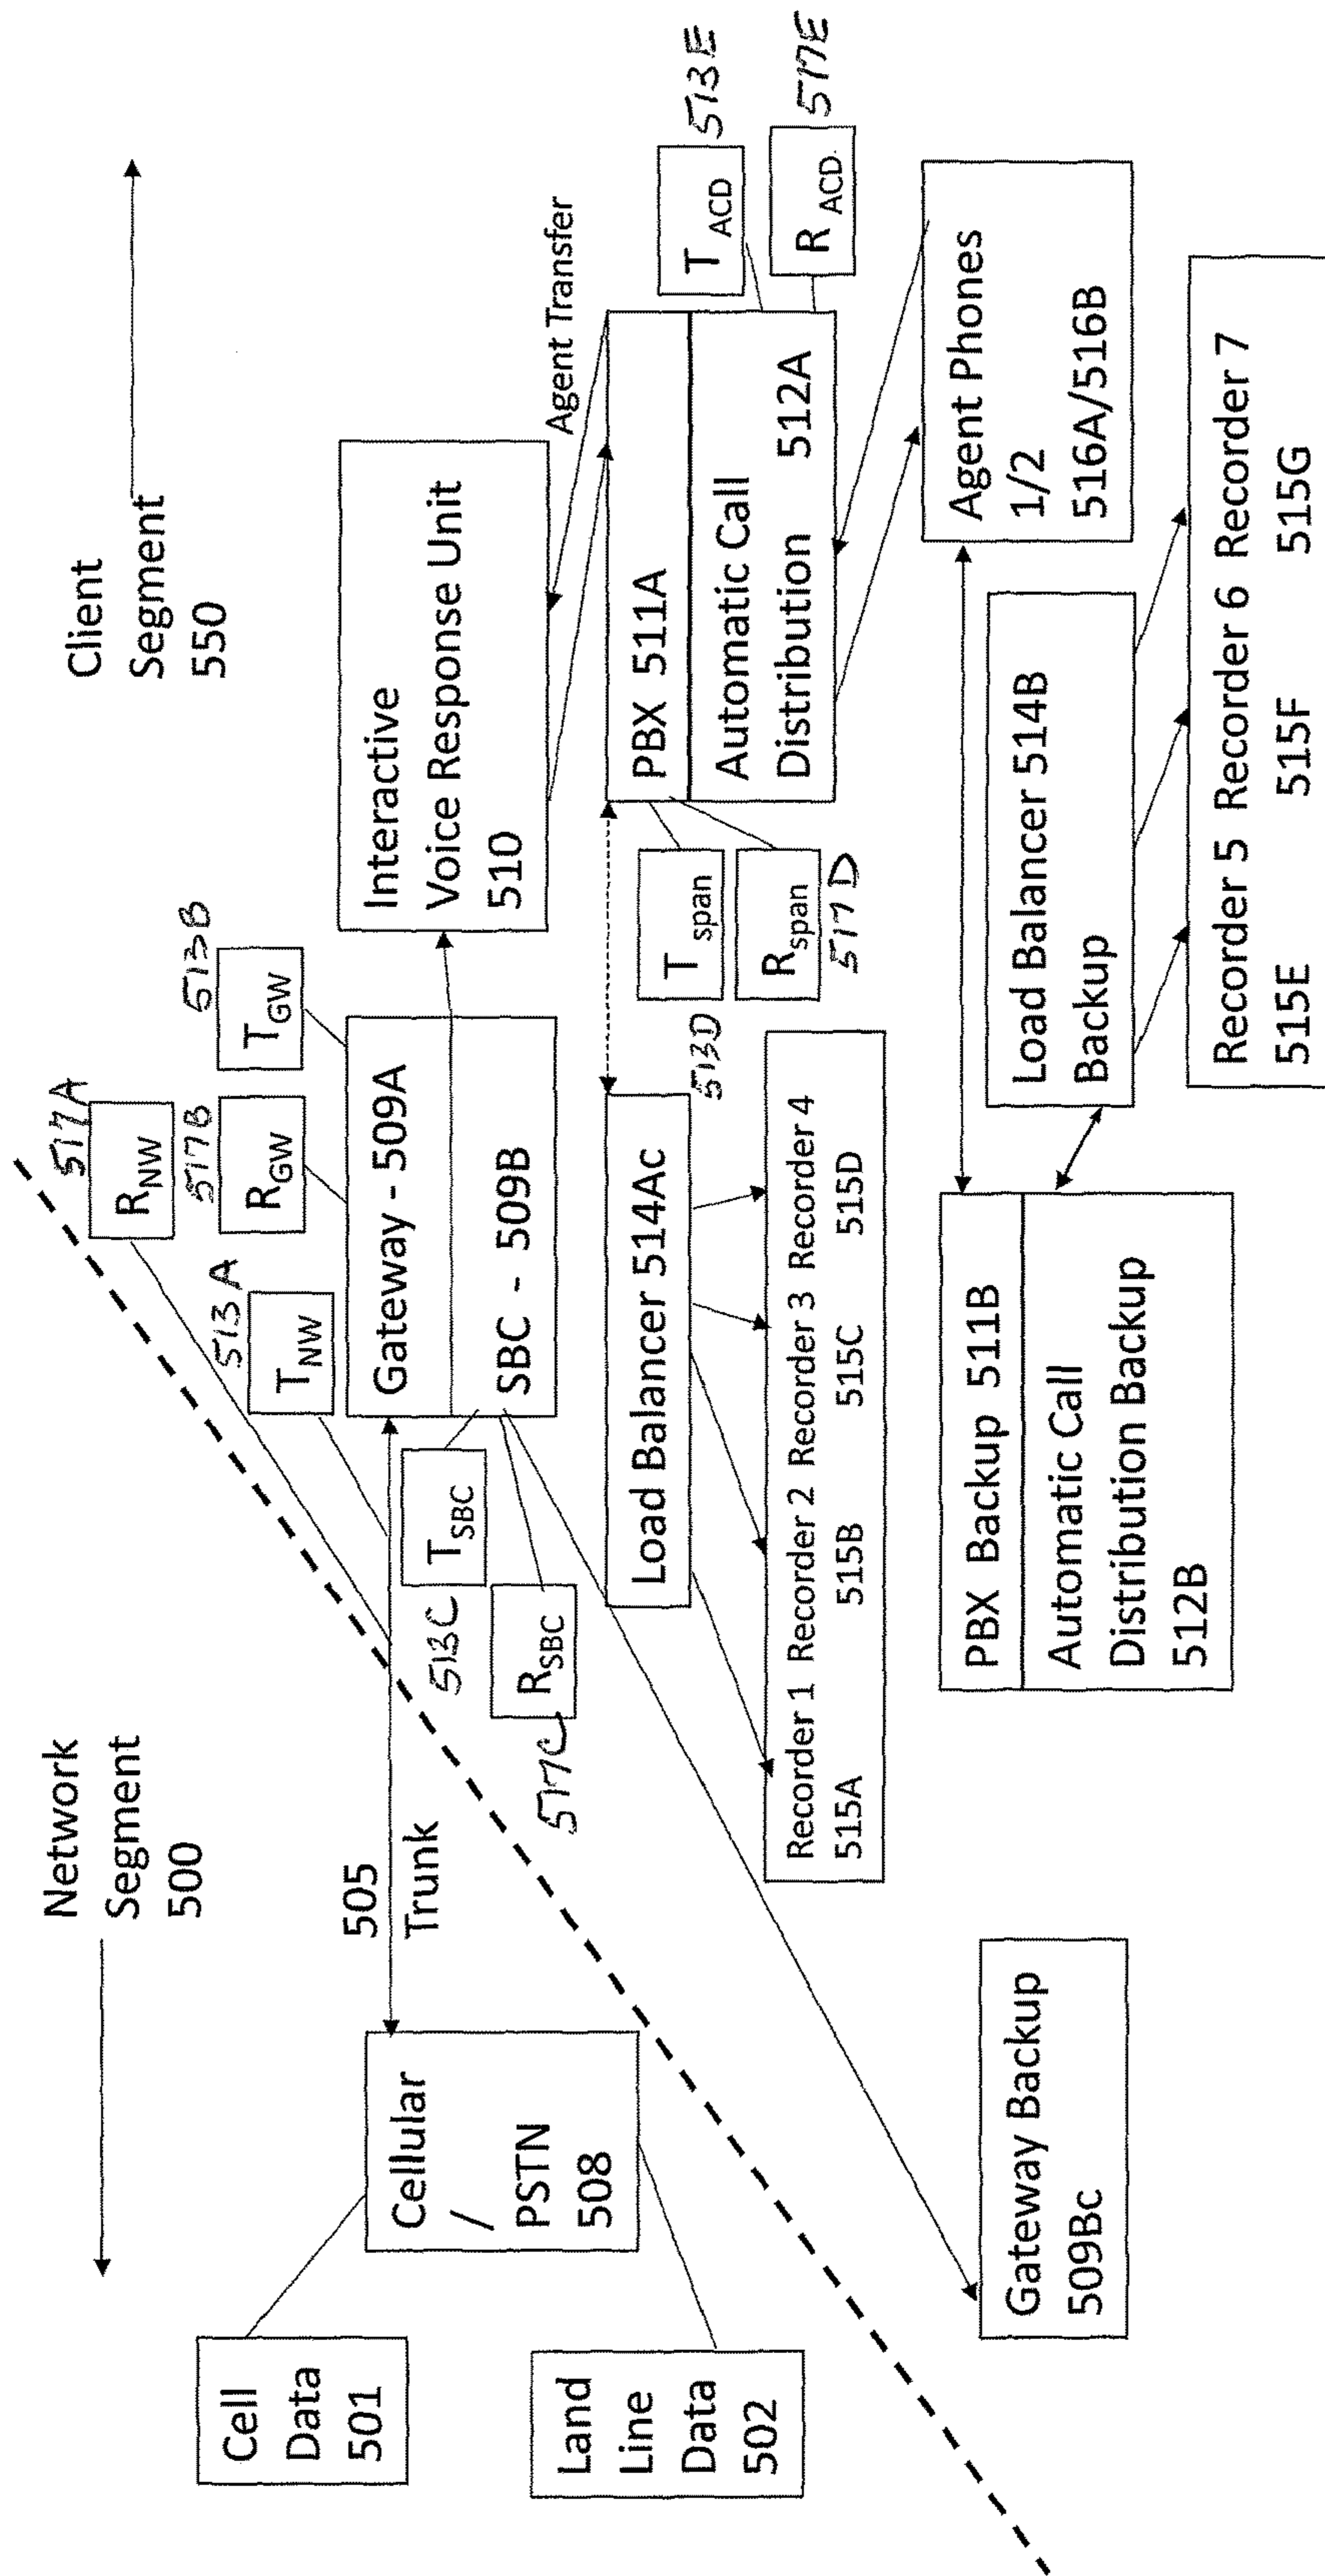 Network
Segment
500
Client
Segment
550
Cell
Data
501
Land
Line
Data
502
Cellular
/
PSTN
508
505
Trunk
513A
T NW
517A
R NW
517B
R GW
513B
T GW
Gateway - 509A
SBC - 509B
513C
T SBC
517C
R SBC
Interactive
Voice Response Unit
510
Agent Transfer
Load Balancer 514Ac
513D
T span
R span
517D
PBX 511A
Automatic Call
Distribution 512A
T ACD
513E
R ACD
517E
Recorder 1 Recorder 2 Recorder 3 Recorder 4
515A 515B 515C 515D
Gateway Backup
509Bc
PBX Backup 511B
Automatic Call
Distribution Backup
512B
Load Balancer 514B
Backup
Agent Phones
1/2
516A/516B
Recorder 5 Recorder 6 Recorder 7
515E 515F 515G